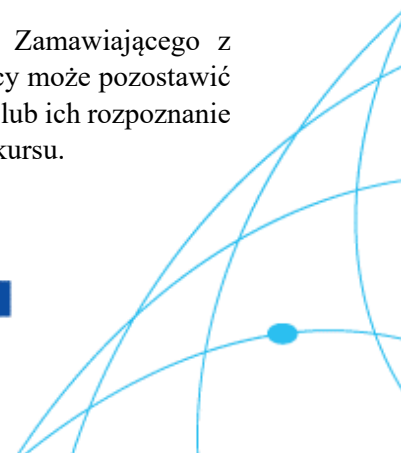 Zamawiającego z
cy może pozostawić
lub ich rozpoznanie
kursu.